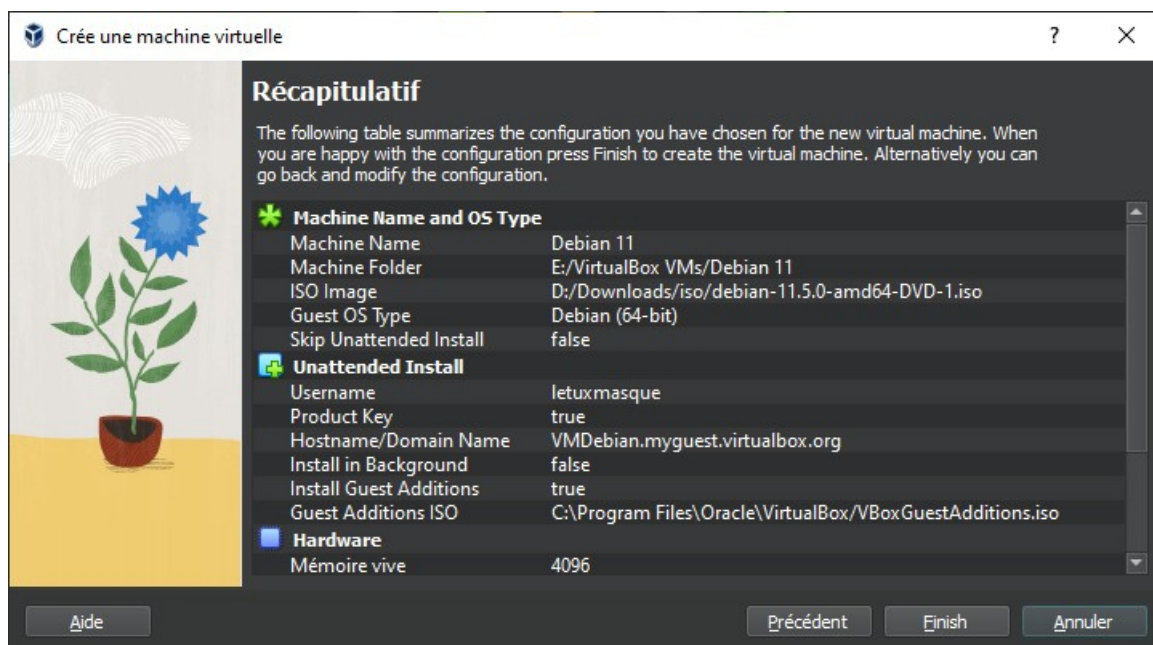 Crée une machine virtuelle
Récapitulatif
The following table summarizes the configuration you have chosen for the new virtual machine. When
you are happy with the configuration press Finish to create the virtual machine. Alternatively you can
go back and modify the configuration.
Machine Name and OS Type
Machine Name Debian 11
Machine Folder E:/VirtualBox VMs/Debian 11
ISO Image D:/Downloads/iso/debian-11.5.0-amd64-DVD-1.iso
Guest OS Type Debian (64-bit)
Skip Unattended Install false
Unattended Install
Username letuxmasque
Product Key true
Hostname/Domain Name VMDebian.myguest.virtualbox.org
Install in Background false
Install Guest Additions true
Guest Additions ISO C:\Program Files\Oracle\VirtualBox/VBoxGuestAdditions.iso
Hardware
Mémoire vive 4096
Aide Précédent Finish Annuler